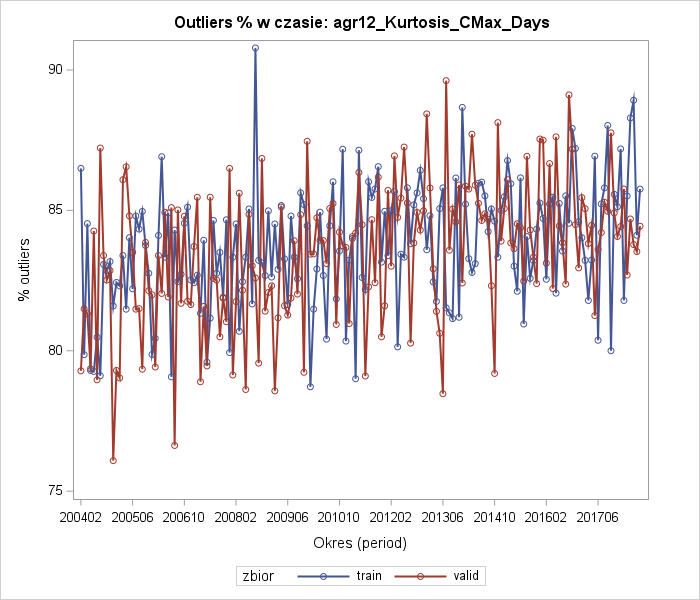 Outliers % w czasie: agr12_Kurtosis_CMax_Days
% outliers
90
85
80
75
200402 200506 200610 200802 200906 201010 201202 201306 201410 201602 201706
Okres (period)
zbior train valid